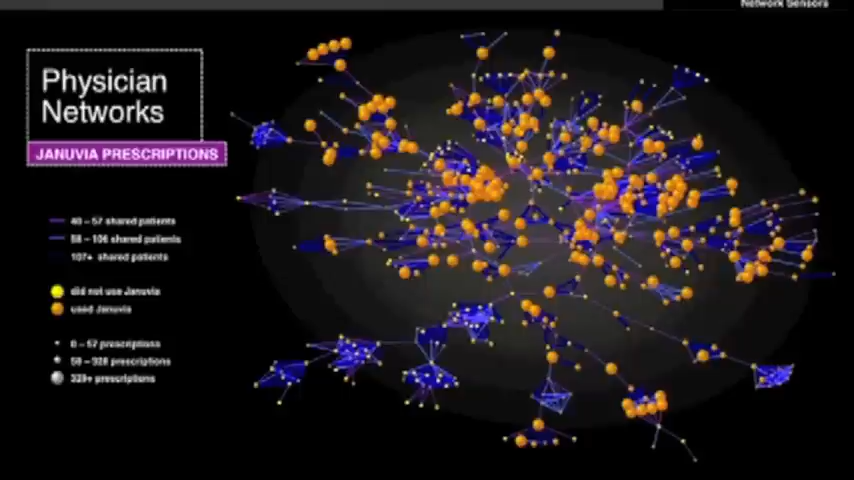 Network Sensors
Physician
Networks
JANUVIA PRESCRIPTIONS
40 – 57 shared patients
58 – 106 shared patients
107+ shared patients
did not use Januvia
used Januvia
0 – 57 prescriptions
58 – 328 prescriptions
329+ prescriptions